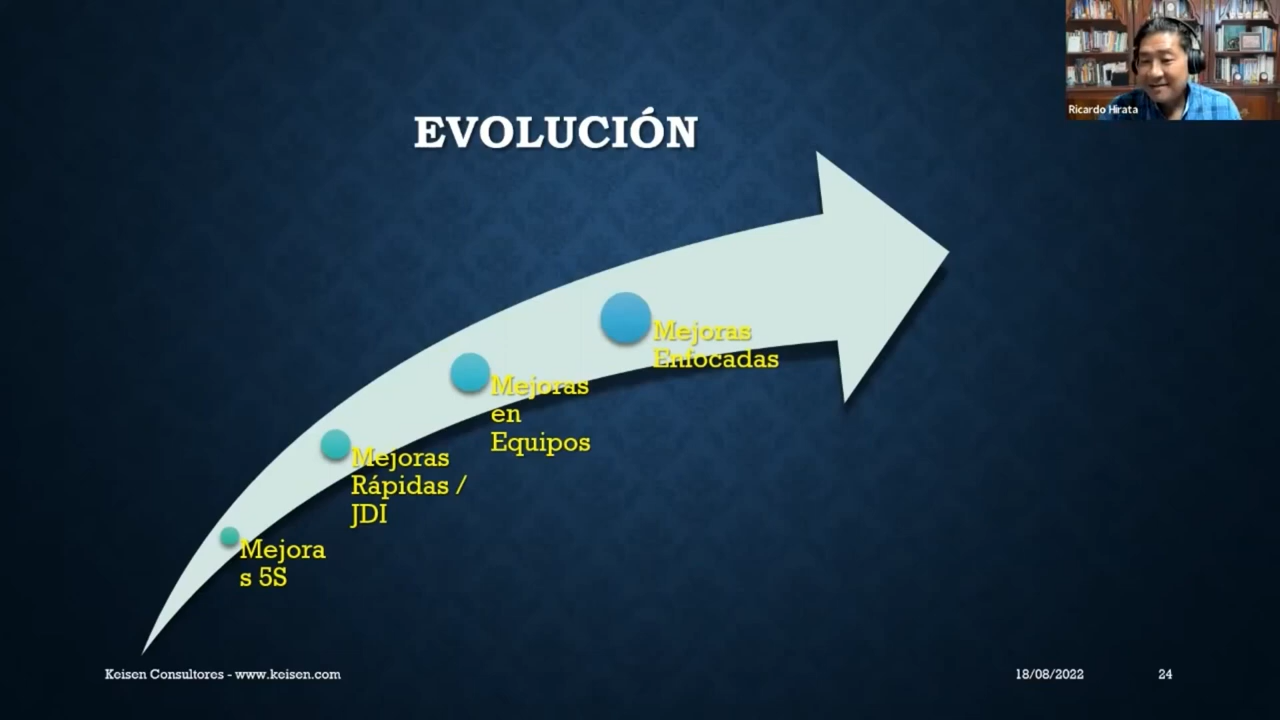 Ricardo Hirata
EVOLUCIÓN
Mejoras
Enfocadas
Mejoras
en
Equipos
Mejoras
Rápidas /
JDI
Mejora
s 5S
Keisen Consultores - www.keisen.com
18/08/2022
24